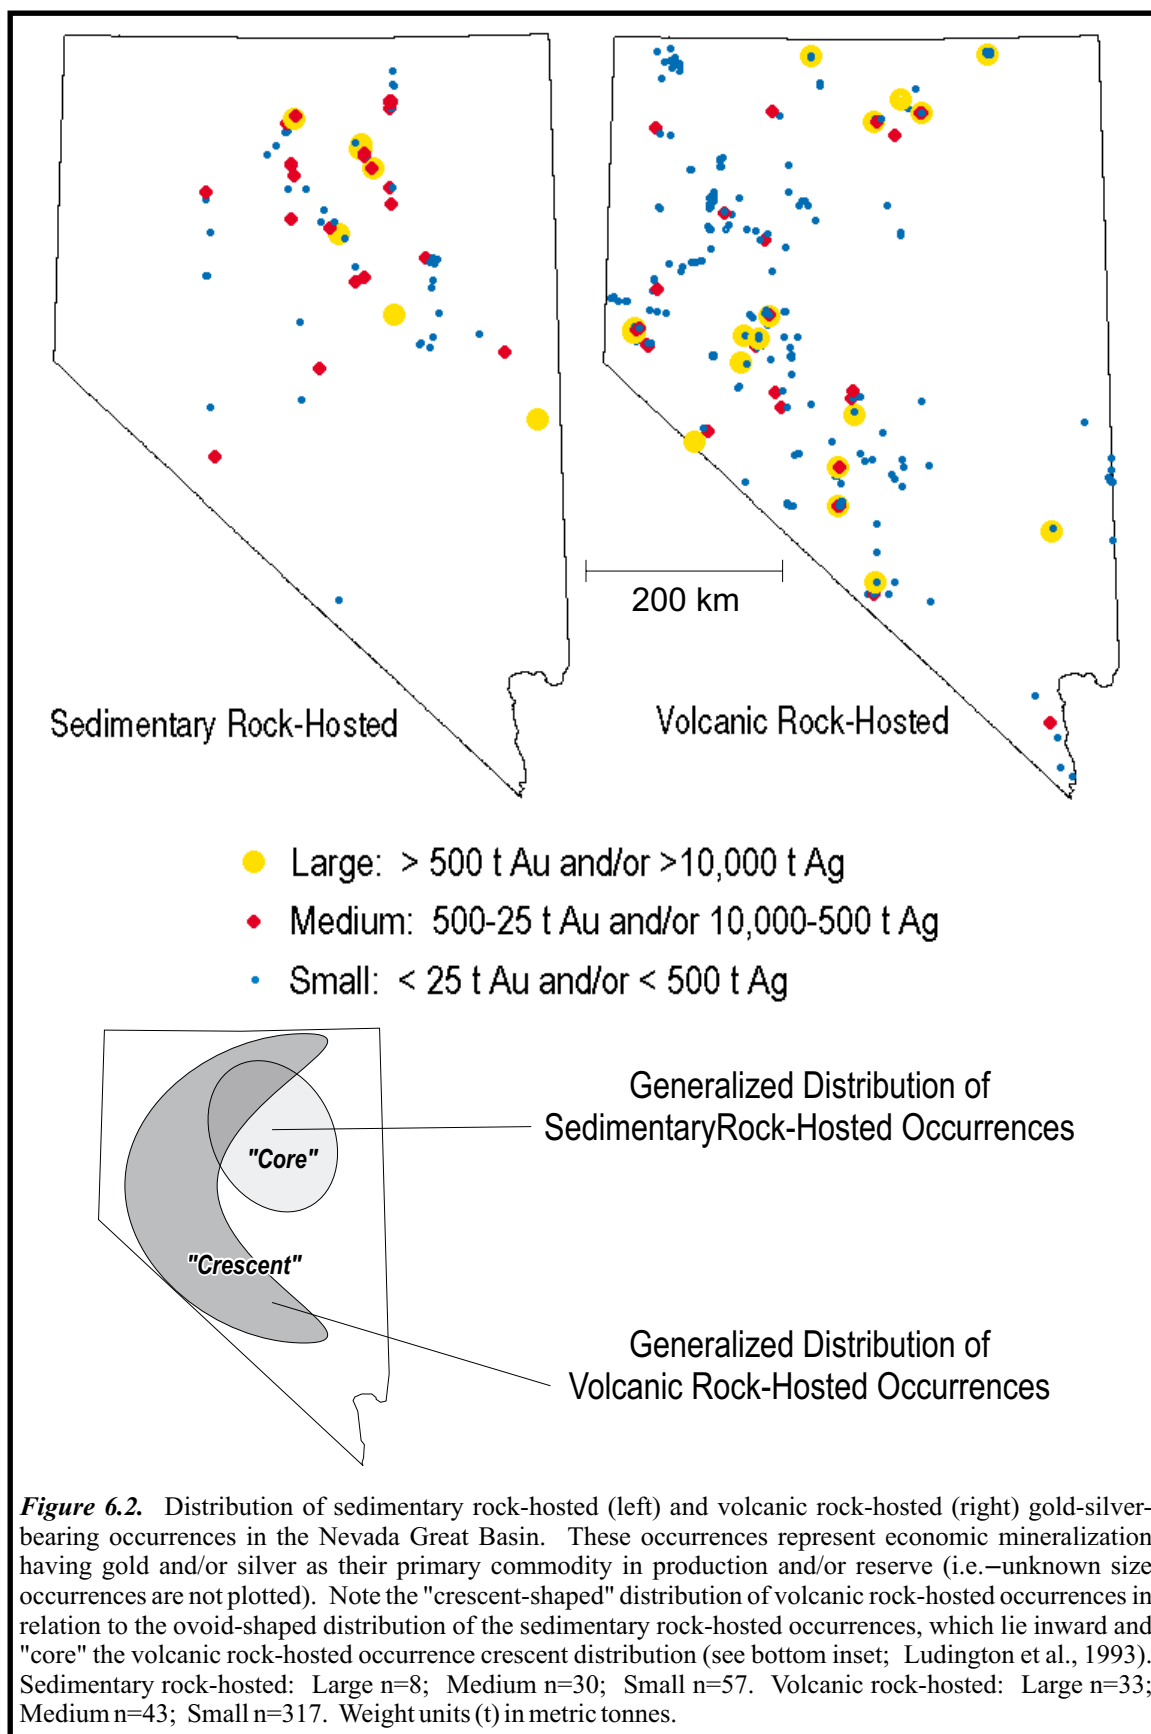 200 km
Sedimentary Rock-Hosted
Volcanic Rock-Hosted
Large:  > 500 t Au and/or >10,000 t Ag
Medium:  500-25 t Au and/or 10,000-500 t Ag
Small:  < 25 t Au and/or < 500 t Ag
Generalized Distribution of
SedimentaryRock-Hosted Occurrences
"Core"
"Crescent"
Generalized Distribution of
Volcanic Rock-Hosted Occurrences
Figure 6.2.  Distribution of sedimentary rock-hosted (left) and volcanic rock-hosted (right) gold-silver-
bearing occurrences in the Nevada Great Basin.  These occurrences represent economic mineralization
having gold and/or silver as their primary commodity in production and/or reserve (i.e.–unknown size
occurrences are not plotted).  Note the "crescent-shaped" distribution of volcanic rock-hosted occurrences in
relation to the ovoid-shaped distribution of the sedimentary rock-hosted occurrences, which lie inward and
"core" the volcanic rock-hosted occurrence crescent distribution (see bottom inset;  Ludington et al., 1993).
Sedimentary rock-hosted:  Large n=8;  Medium n=30;  Small n=57.  Volcanic rock-hosted:  Large n=33;
Medium n=43;  Small n=317.  Weight units (t) in metric tonnes.